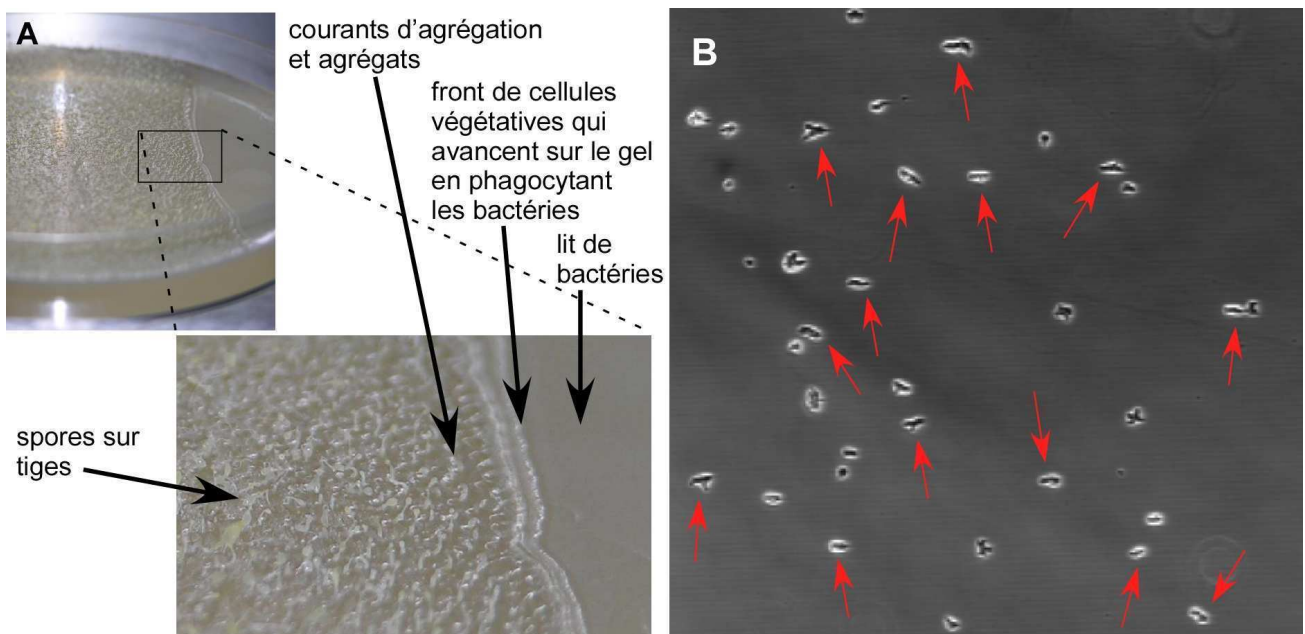 A
courants d'agrégation
et agrégats
front de cellules
végétatives qui
avancent sur le gel
en phagocytant
les bactéries
lit de
bactéries
spores sur
tiges
B